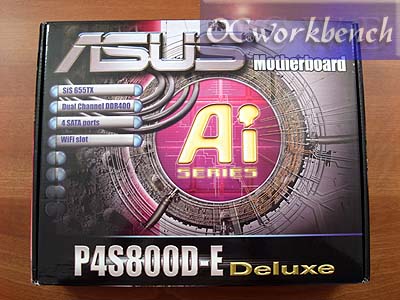 OCworkbench
ASUS
Motherboard
SiS 655TX
Dual Channel DDR400
4 SATA ports
WiFi slot
Ai
SERIES
P4S800D-E Deluxe